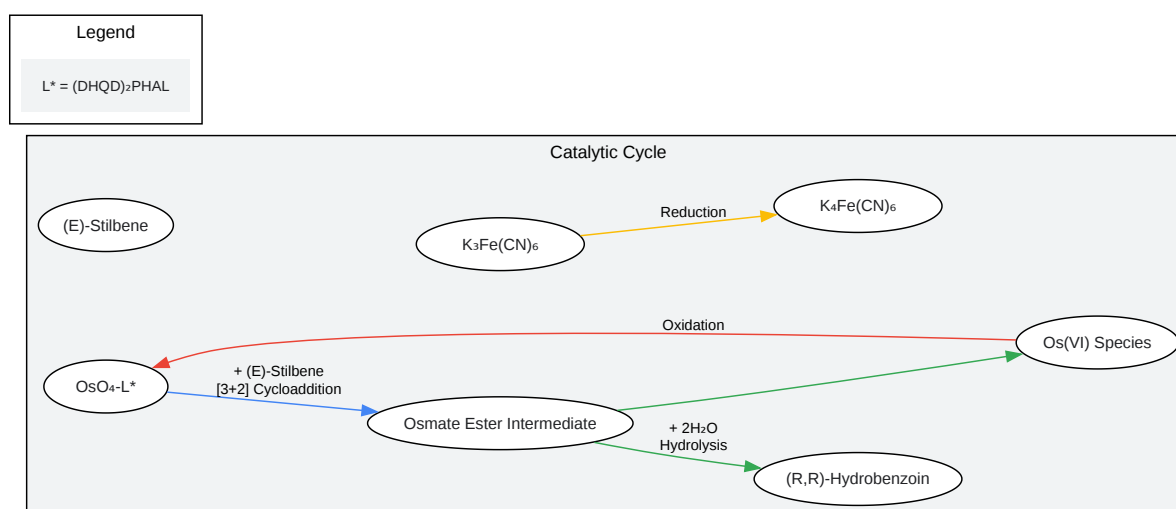 Legend
L* = (DHQD)₂PHAL
Catalytic Cycle
(E)-Stilbene
K₃Fe(CN)₆
Reduction
K₄Fe(CN)₆
Oxidation
Os(VI) Species
OsO₄-L*
+ (E)-Stilbene
[3+2] Cycloaddition
Osmate Ester Intermediate
+ 2H₂O
Hydrolysis
(R,R)-Hydrobenzoin